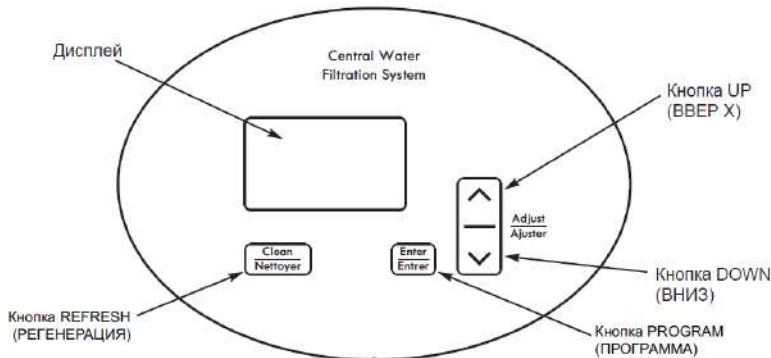 Дисплей
Central Water
Filtration System
Кнопка UP
(ВВЕР Х)
Adjust
Ajuster
Clean
Nettoyer
Enter
Entrer
Кнопка DOWN
(ВНИЗ)
Кнопка REFRESH
(РЕГЕНЕРАЦИЯ)
Кнопка PROGRAM
(ПРОГРАММА)